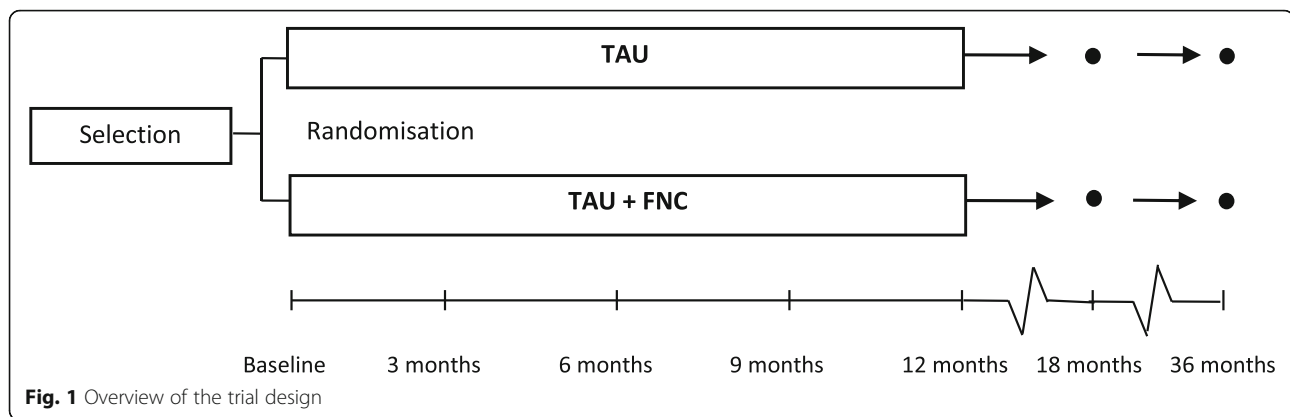 TAU
Selection
Randomisation
TAU + FNC
Baseline 3 months 6 months 9 months 12 months 18 months 36 months
Fig. 1 Overview of the trial design